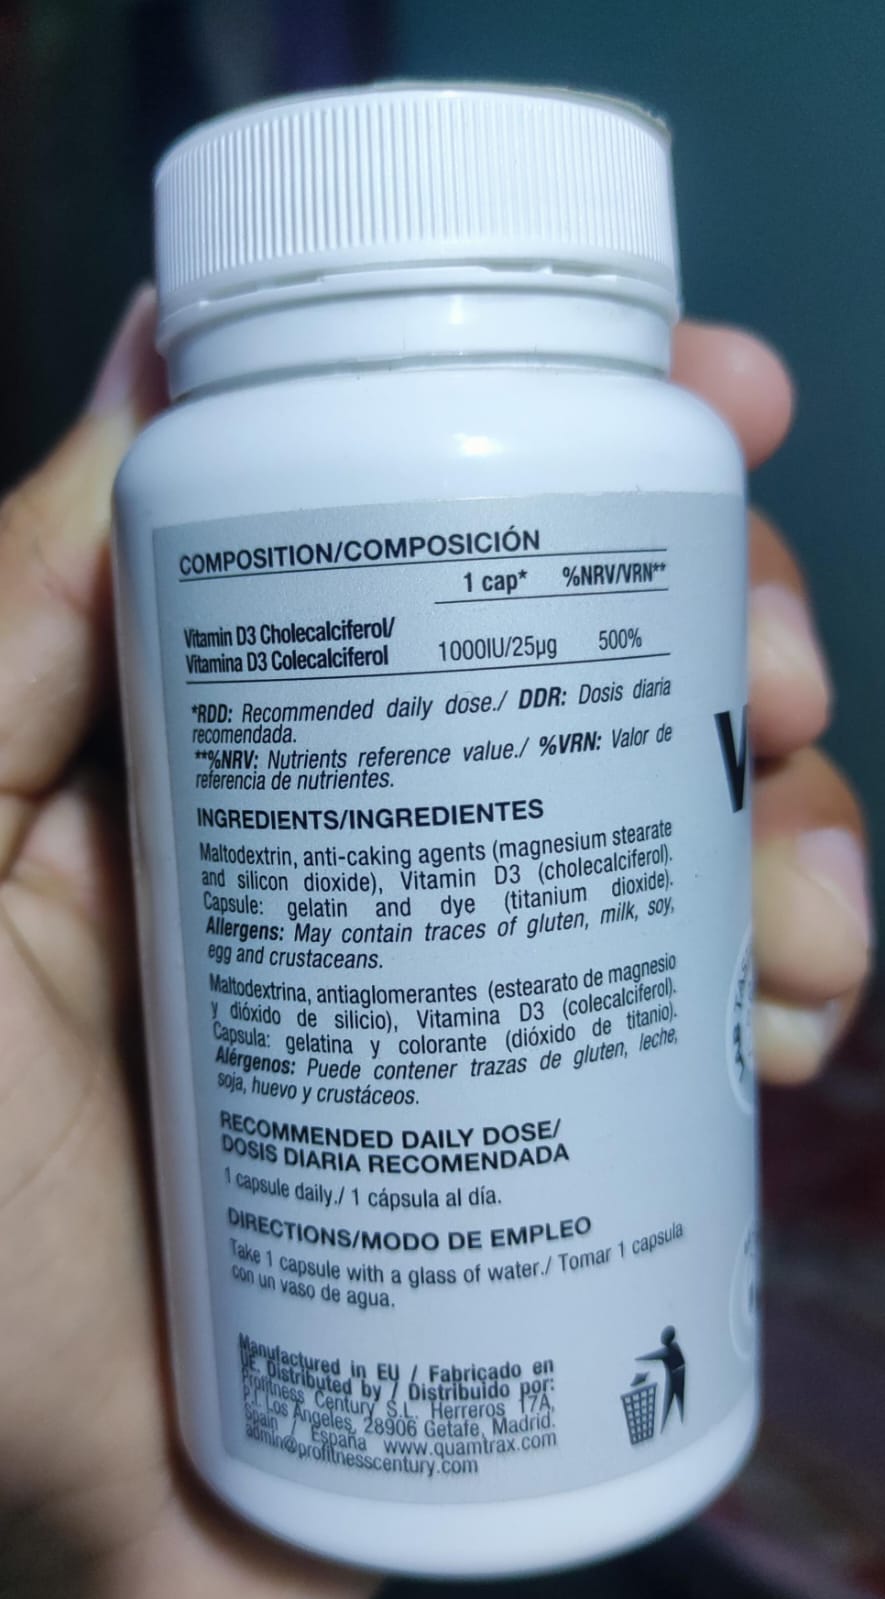 COMPOSITION/COMPOSICIÓN
1 cap* %NRV/VRN**
Vitamin D3 Cholecalciferol/
Vitamina D3 Colecalciferol 1000IU/25µg 500%
*RDD: Recommended daily dose./ DDR: Dosis diaria
recomendada.
**%NRV: Nutrients reference value./ %VRN: Valor de
referencia de nutrientes.
INGREDIENTS/INGREDIENTES
Maltodextrin, anti-caking agents (magnesium stearate
and silicon dioxide), Vitamin D3 (cholecalciferol).
Capsule: gelatin and dye (titanium dioxide).
Allergens: May contain traces of gluten, milk, soy,
egg and crustaceans.
Maltodextrina, antiaglomerantes (estearato de magnesio
y dióxido de silicio), Vitamina D3 (colecalciferol).
Capsula: gelatina y colorante (dióxido de titanio).
Alérgenos: Puede contener trazas de gluten, leche,
soja, huevo y crustáceos.
RECOMMENDED DAILY DOSE/
DOSIS DIARIA RECOMENDADA
1 capsule daily./ 1 cápsula al día.
DIRECTIONS/MODO DE EMPLEO
Take 1 capsule with a glass of water./ Tomar 1 capsula
con un vaso de agua.
Manufactured in EU / Fabricado en
UE. Distributed by / Distribuido por:
Profitness Century S.L. Herreros 17A,
P.I. Los Ángeles, 28906 Getafe, Madrid.
Spain / España www.quamtrax.com
admin@profitnesscentury.com
V